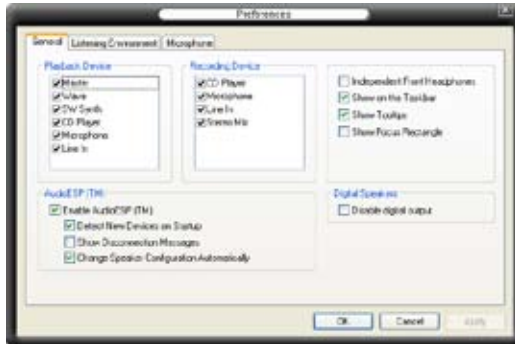 Preferences
General Listening Environment Microphone
Playback Device
Master
Wave
SW Synth
CD Player
Microphone
Line In
Recording Device
CD Player
Microphone
Line In
Stereo Mix
Independent Front Headphones
Show on the Taskbar
Show Tooltips
Show Focus Rectangle
AudioESP (TM)
Enable AudioESP (TM)
Detect New Devices on Startup
Show Disconnection Messages
Change Speaker Configuration Automatically
Digital Speakers
Disable digital output
OK Cancel Apply